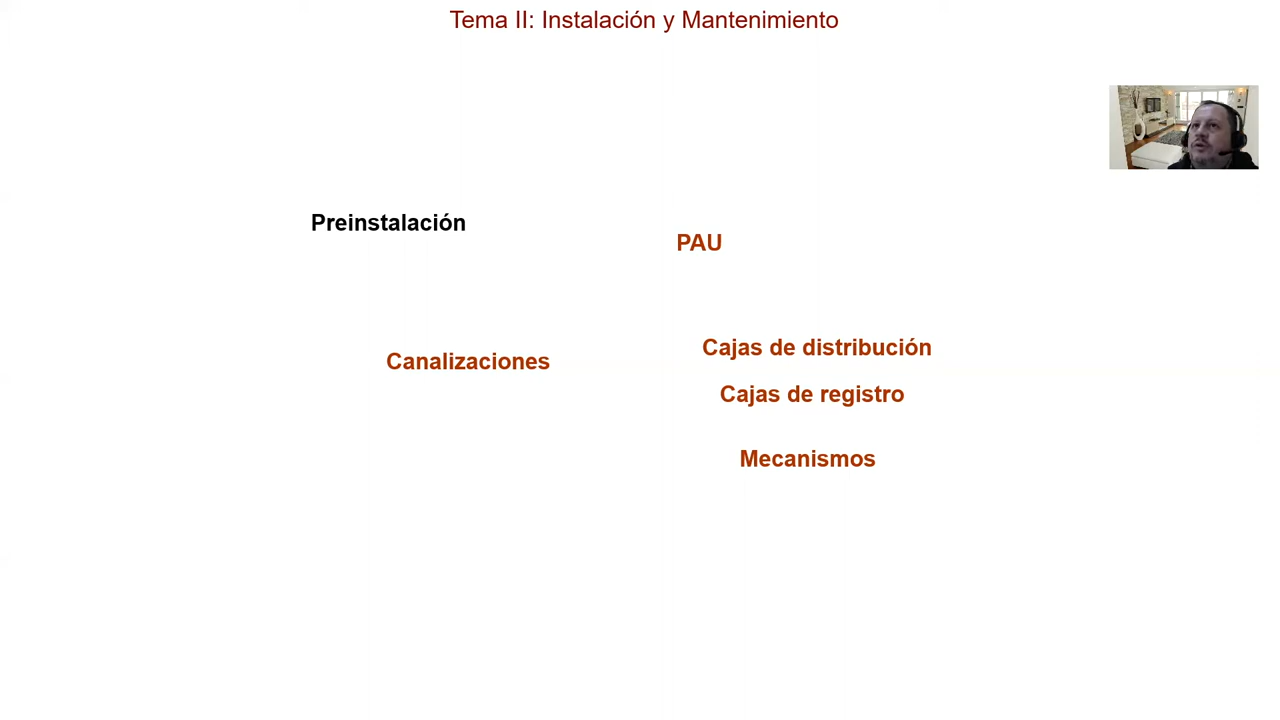 Tema II: Instalación y Mantenimiento
Preinstalación
PAU
Canalizaciones
Cajas de distribución
Cajas de registro
Mecanismos